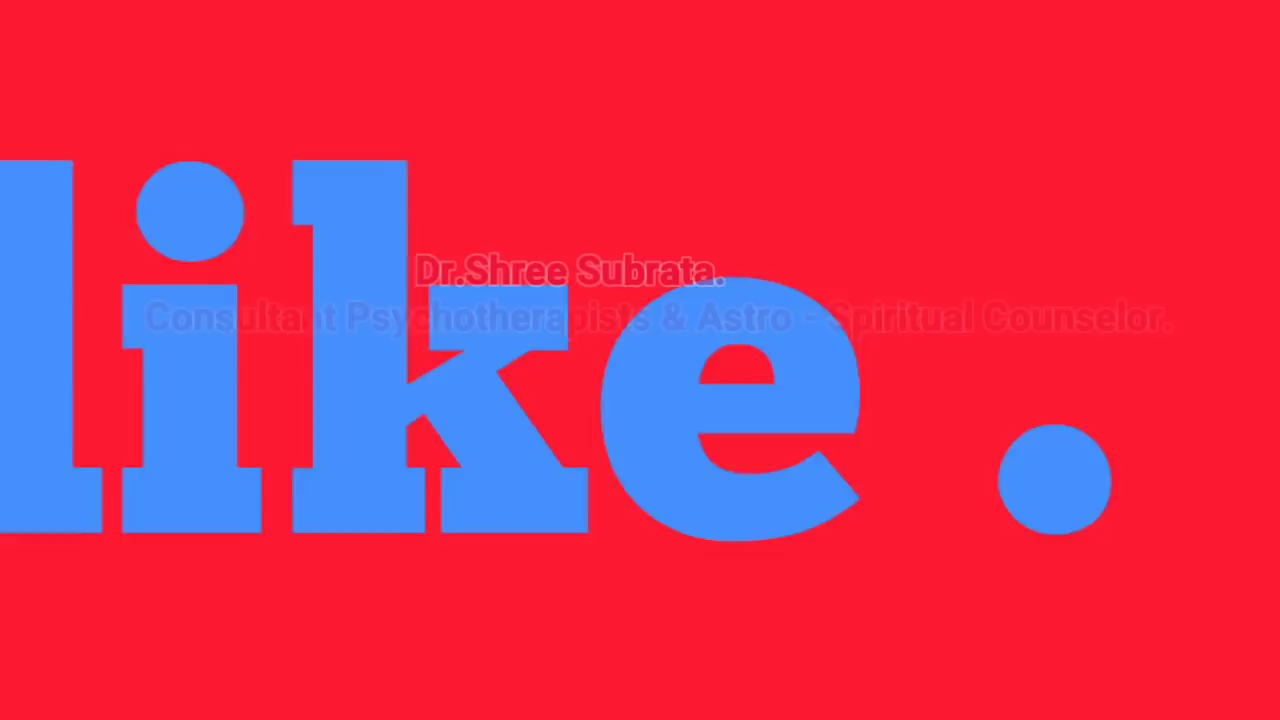 like .
Dr.Shree Subrata.
Consultant Psychotherapists & Astro - Spiritual Counselor.